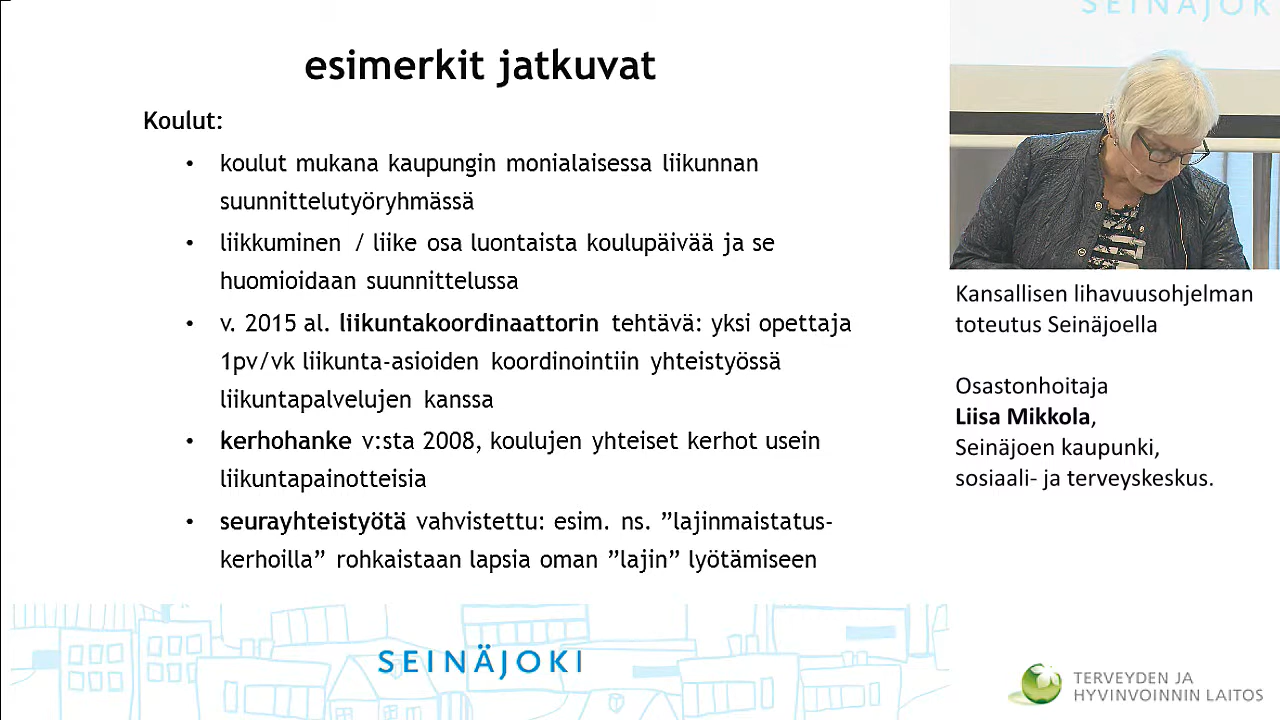 esimerkit jatkuvat
Koulut:
• koulut mukana kaupungin monialaisessa liikunnan
suunnittelutyöryhmässä
• liikkuminen / liike osa luontaista koulupäivää ja se
huomioidaan suunnittelussa
• v. 2015 al. liikuntakoordinaattorin tehtävä: yksi opettaja
1pv/vk liikunta-asioiden koordinointiin yhteistyössä
liikuntapalvelujen kanssa
• kerhohanke v:sta 2008, koulujen yhteiset kerhot usein
liikuntapainotteisia
• seurayhteistyötä vahvistettu: esim. ns. ”lajinmaistatus-
kerhoilla” rohkaistaan lapsia oman ”lajin” lyötämiseen
SEINÄJOKI
SEINÄJOK
Kansallisen lihavuusohjelman
toteutus Seinäjoella
Osastonhoitaja
Liisa Mikkola,
Seinäjoen kaupunki,
sosiaali- ja terveyskeskus.
TERVEYDEN JA
HYVINVOINNIN LAITOS